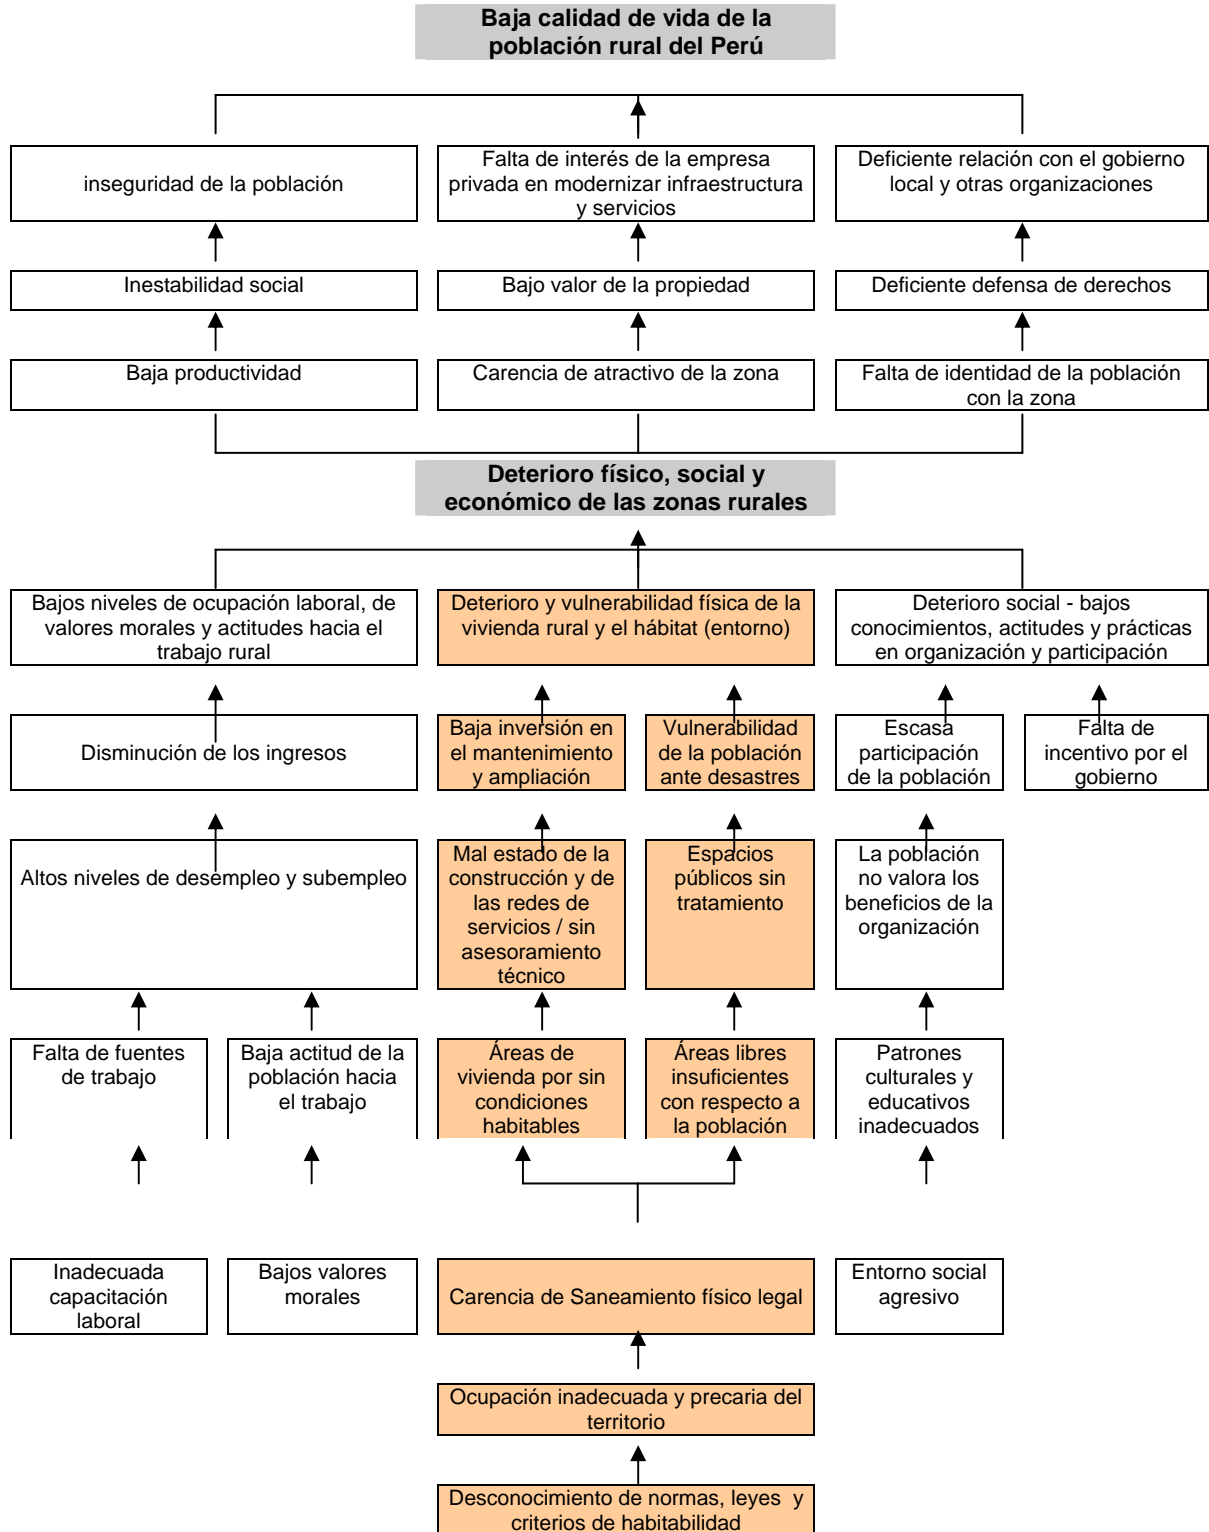 Baja calidad de vida de la
población rural del Perú
inseguridad de la población
Falta de interés de la empresa
privada en modernizar infraestructura
y servicios
Deficiente relación con el gobierno
local y otras organizaciones
Inestabilidad social
Bajo valor de la propiedad
Deficiente defensa de derechos
Baja productividad
Carencia de atractivo de la zona
Falta de identidad de la población
con la zona
Deterioro físico, social y
económico de las zonas rurales
Bajos niveles de ocupación laboral, de
valores morales y actitudes hacia el
trabajo rural
Deterioro y vulnerabilidad física de la
vivienda rural y el hábitat (entorno)
Deterioro social - bajos
conocimientos, actitudes y prácticas
en organización y participación
Disminución de los ingresos
Baja inversión en
el mantenimiento
y ampliación
Vulnerabilidad
de la población
ante desastres
Escasa
participación
de la población
Falta de
incentivo por el
gobierno
Altos niveles de desempleo y subempleo
Mal estado de la
construcción y de
las redes de
servicios / sin
asesoramiento
técnico
Espacios
públicos sin
tratamiento
La población
no valora los
beneficios de la
organización
Falta de fuentes
de trabajo
Baja actitud de la
población hacia
el trabajo
Áreas de
vivienda por sin
condiciones
habitables
Áreas libres
insuficientes
con respecto a
la población
Patrones
culturales y
educativos
inadecuados
Inadecuada
capacitación
laboral
Bajos valores
morales
Carencia de Saneamiento físico legal
Entorno social
agresivo
Ocupación inadecuada y precaria del
territorio
Desconocimiento de normas, leyes y
criterios de habitabilidad